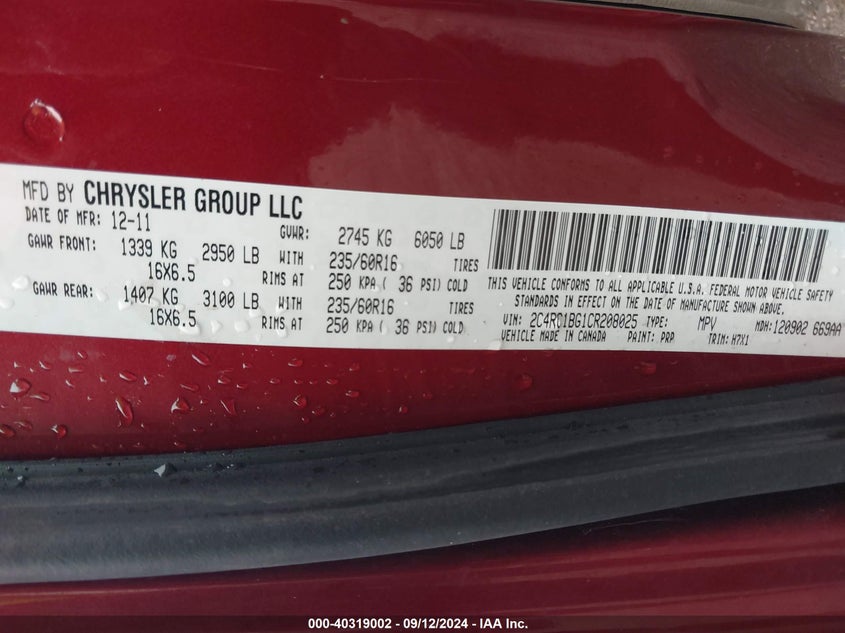 MFD BY CHRYSLER GROUP LLC
DATE OF MFR: 12-11 GVWR: 2745 KG 6050 LB
GAWR FRONT: 1339 KG 2950 LB WITH 235/60R16 TIRES
16X6.5 RIMS AT 250 KPA ( 36 PSI) COLD
GAWR REAR: 1407 KG 3100 LB WITH 235/60R16 TIRES
16X6.5 RIMS AT 250 KPA ( 36 PSI) COLD
THIS VEHICLE CONFORMS TO ALL APPLICABLE U.S.A. FEDERAL MOTOR VEHICLE SAFETY
STANDARDS IN EFFECT ON THE DATE OF MANUFACTURE SHOWN ABOVE.
VIN: 2C4RC1BG1CR208025 TYPE: MPV MDH: 120902 669AA
VEHICLE MADE IN CANADA PAINT: PRP TRIM: H7X1
000-40319002 - 09/12/2024 - IAA Inc.